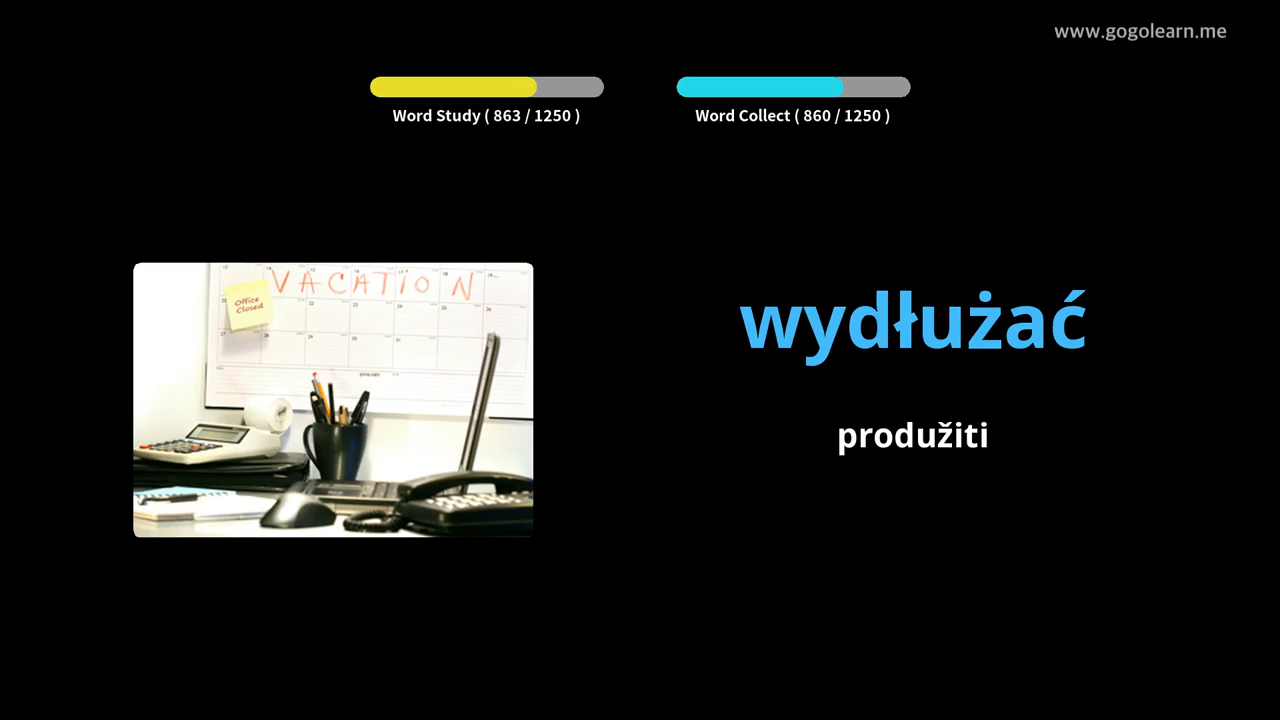 www.gogolearn.me
Word Study ( 863 / 1250 )
Word Collect ( 860 / 1250 )
VACATION
Office
Closed
wydłużać
produžiti